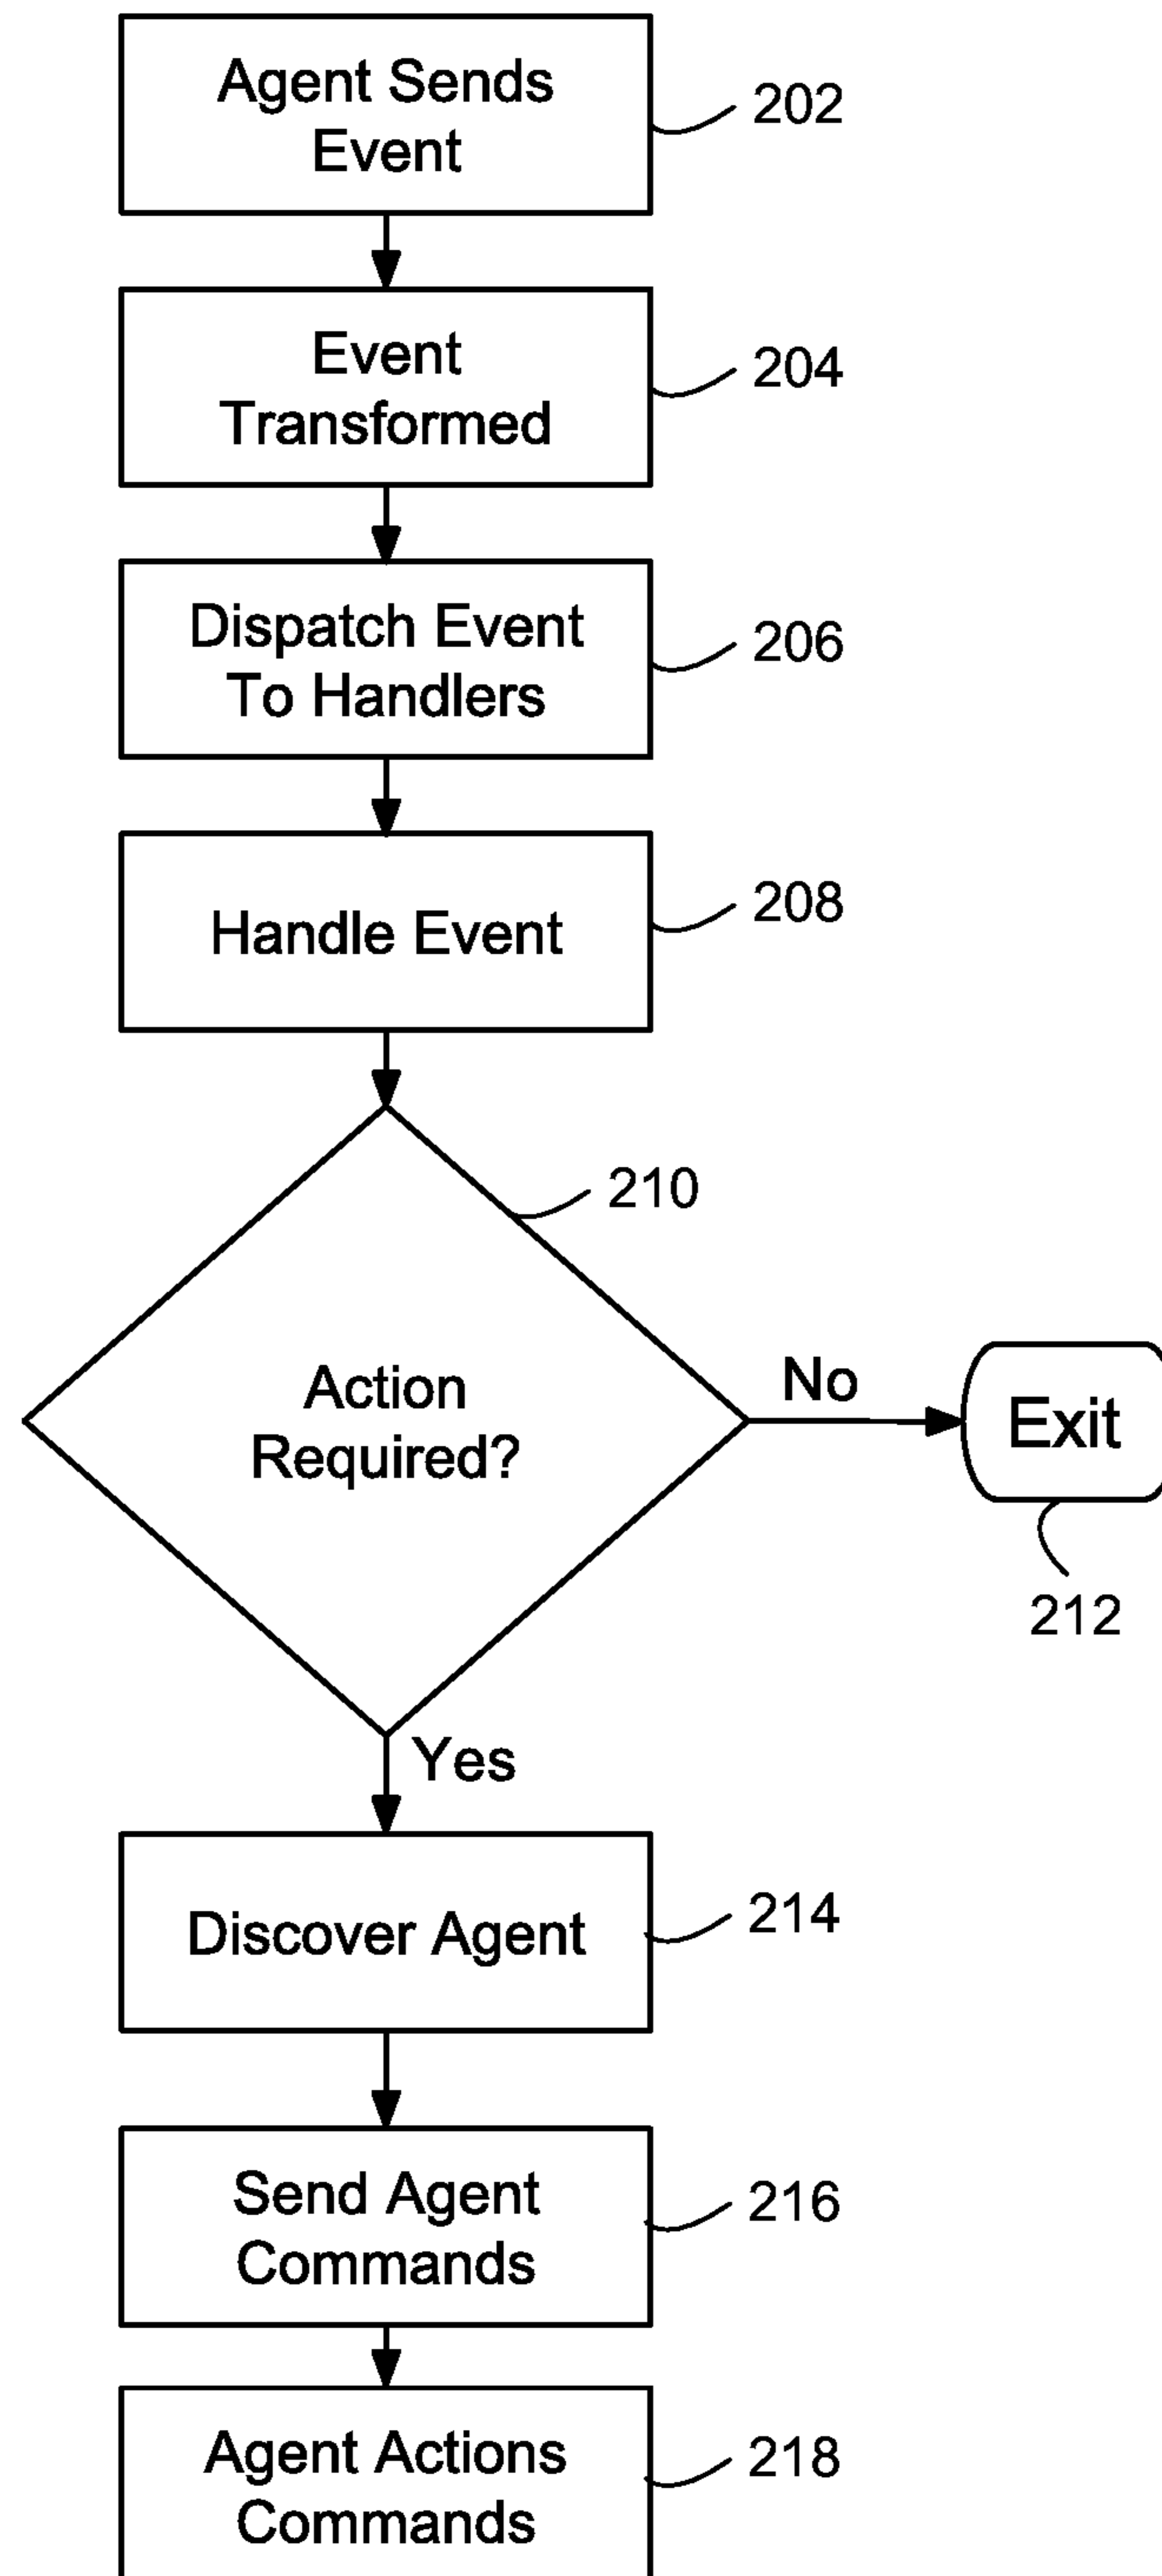 Agent Sends
Event
202
Event
Transformed
204
Dispatch Event
To Handlers
206
Handle Event
208
210
Action
Required?
No
Exit
212
Yes
Discover Agent
214
Send Agent
Commands
216
Agent Actions
Commands
218